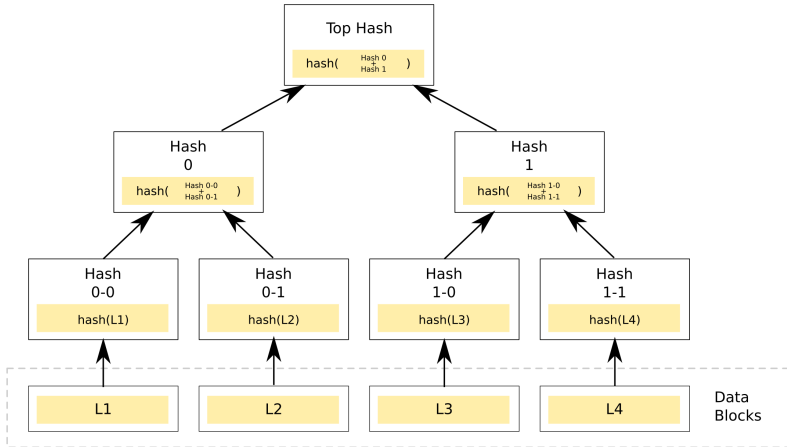 Top Hash
hash( Hash 0 + Hash 1 )
Hash
0
hash( Hash 0-0 + Hash 0-1 )
Hash
1
hash( Hash 1-0 + Hash 1-1 )
Hash
0-0
hash(L1)
Hash
0-1
hash(L2)
Hash
1-0
hash(L3)
Hash
1-1
hash(L4)
L1
L2
L3
L4
Data
Blocks